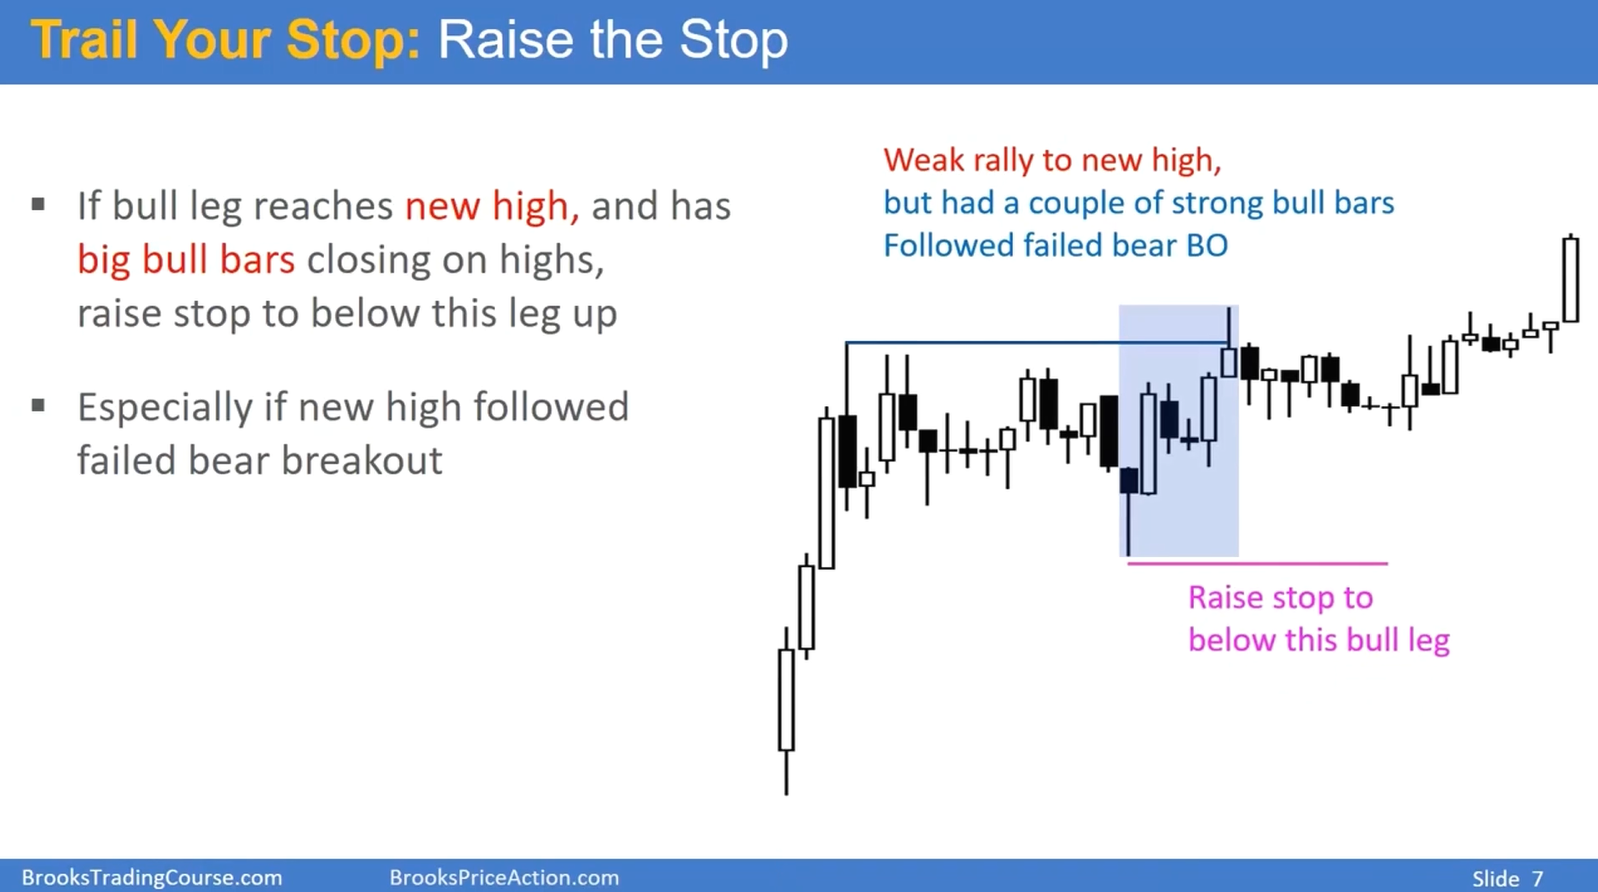 Trail Your Stop: Raise the Stop
▪ If bull leg reaches new high, and has
big bull bars closing on highs,
raise stop to below this leg up
▪ Especially if new high followed
failed bear breakout
Weak rally to new high,
but had a couple of strong bull bars
Followed failed bear BO
Raise stop to
below this bull leg
BrooksTradingCourse.com
BrooksPriceAction.com
Slide 7